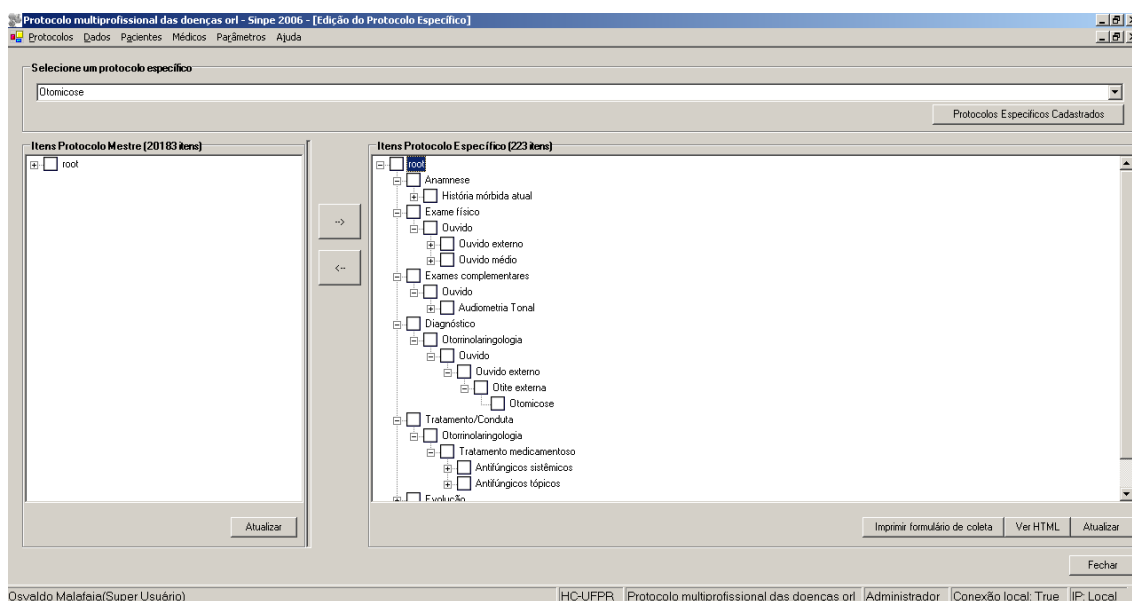 Protocolo multiprofissional das doenças orl - Sinpe 2006 - [Edição do Protocolo Específico]
Protocolos Dados Pacientes Médicos Parâmetros Ajuda
Selecione um protocolo específico
Otomicose
Protocolos Específicos Cadastrados
Itens Protocolo Mestre (20183 itens)
root
Atualizar
-->
<--
Itens Protocolo Específico (223 itens)
root
Anamnese
História mórbida atual
Exame físico
Ouvido
Ouvido externo
Ouvido médio
Exames complementares
Ouvido
Audiometria Tonal
Diagnóstico
Otorrinolaringologia
Ouvido
Ouvido externo
Otite externa
Otomicose
Tratamento/Conduta
Otorrinolaringologia
Tratamento medicamentoso
Antifúngicos sistêmicos
Antifúngicos tópicos
Evolução
Imprimir formulário de coleta Ver HTML Atualizar
Fechar
Osvaldo Malafaia(Super Usuário) HC-UFPR Protocolo multiprofissional das doenças orl Administrador Conexão local: True IP: Local